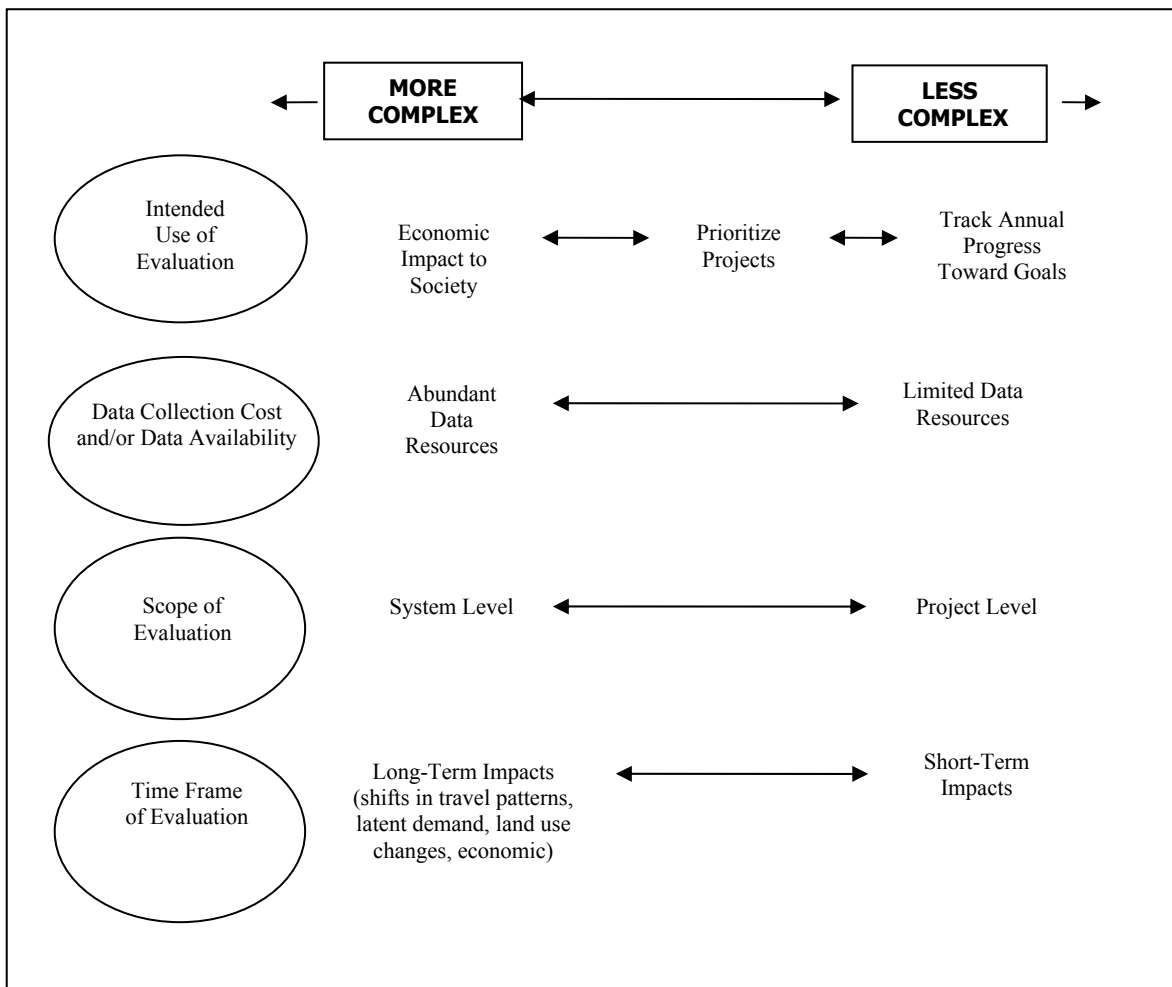 MORE
COMPLEX
LESS
COMPLEX
Intended
Use of
Evaluation
Economic
Impact to
Society
Prioritize
Projects
Track Annual
Progress
Toward Goals
Data Collection Cost
and/or Data Availability
Abundant
Data
Resources
Limited Data
Resources
Scope of
Evaluation
System Level
Project Level
Time Frame
of Evaluation
Long-Term Impacts
(shifts in travel patterns,
latent demand, land use
changes, economic)
Short-Term
Impacts